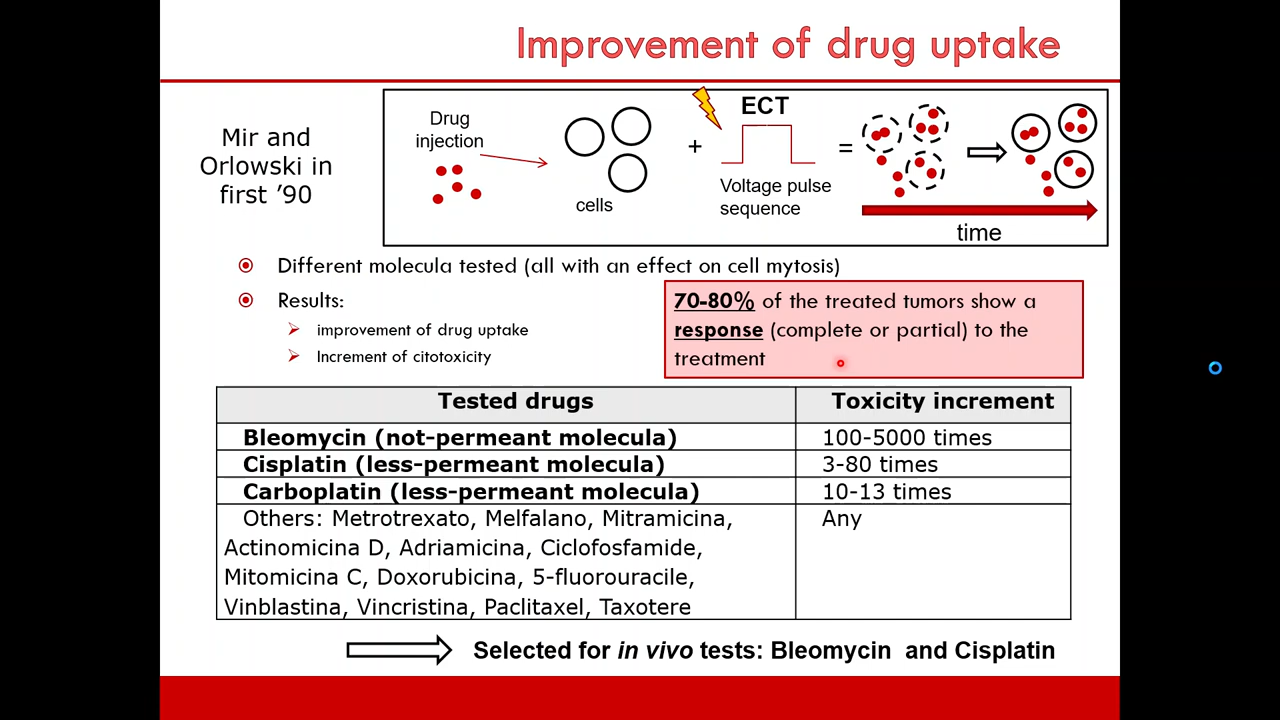 Improvement of drug uptake
Mir and
Orlowski in
first ’90
Drug
injection
cells
+
ECT
Voltage pulse
sequence
=
time
Different molecula tested (all with an effect on cell mytosis)
Results:
improvement of drug uptake
Increment of citotoxicity
70-80% of the treated tumors show a
response (complete or partial) to the
treatment
Tested drugs
Toxicity increment
Bleomycin (not-permeant molecula)
100-5000 times
Cisplatin (less-permeant molecula)
3-80 times
Carboplatin (less-permeant molecula)
10-13 times
Others: Metrotrexato, Melfalano, Mitramicina,
Any
Actinomicina D, Adriamicina, Ciclofosfamide,
Mitomicina C, Doxorubicina, 5-fluorouracile,
Vinblastina, Vincristina, Paclitaxel, Taxotere
Selected for in vivo tests: Bleomycin and Cisplatin